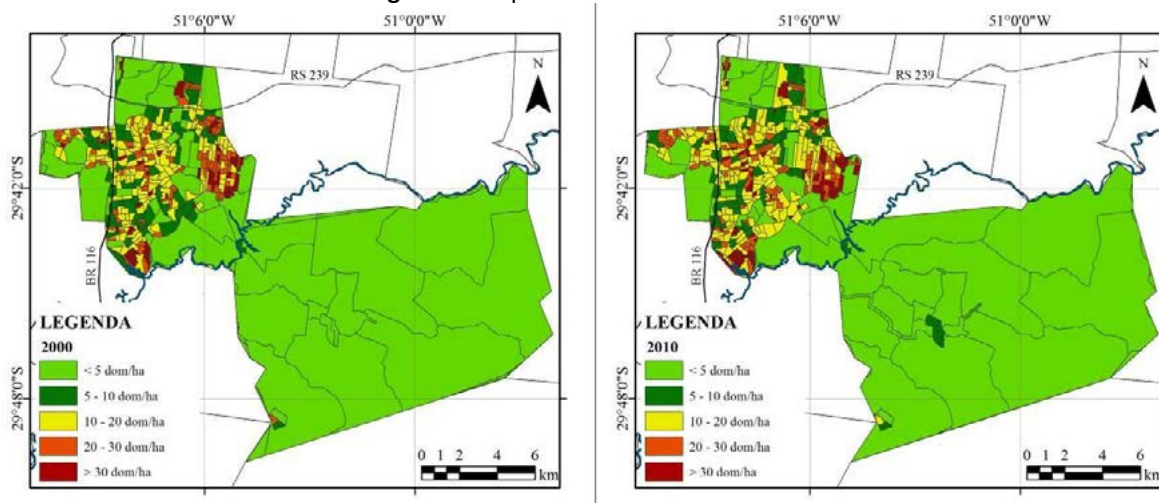 51°6'0"W
51°0'0"W
RS 239
N
29°42'0"S
BR 116
LEGENDA
2000
< 5 dom/ha
5 - 10 dom/ha
10 - 20 dom/ha
20 - 30 dom/ha
> 30 dom/ha
29°48'0"S
0 1 2 4 6
km
51°6'0"W
51°0'0"W
RS 239
N
29°42'0"S
BR 116
LEGENDA
2010
< 5 dom/ha
5 - 10 dom/ha
10 - 20 dom/ha
20 - 30 dom/ha
> 30 dom/ha
29°48'0"S
0 1 2 4 6
km